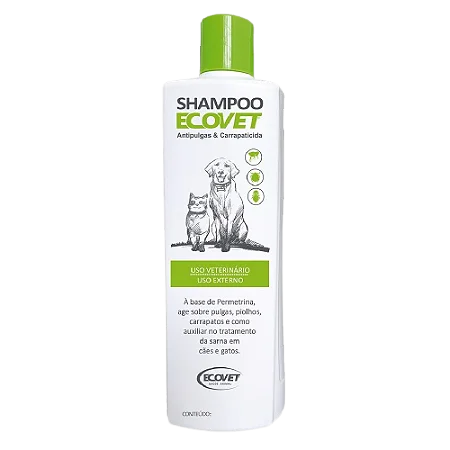 SHAMPOO
ECOVET
Antipulgas & Carrapaticida
USO VETERINÁRIO
USO EXTERNO
À base de Permetrina,
age sobre pulgas, piolhos,
carrapatos e como
auxiliar no tratamento
da sarna em
cães e gatos.
ECOVET
CONTEÚDO: